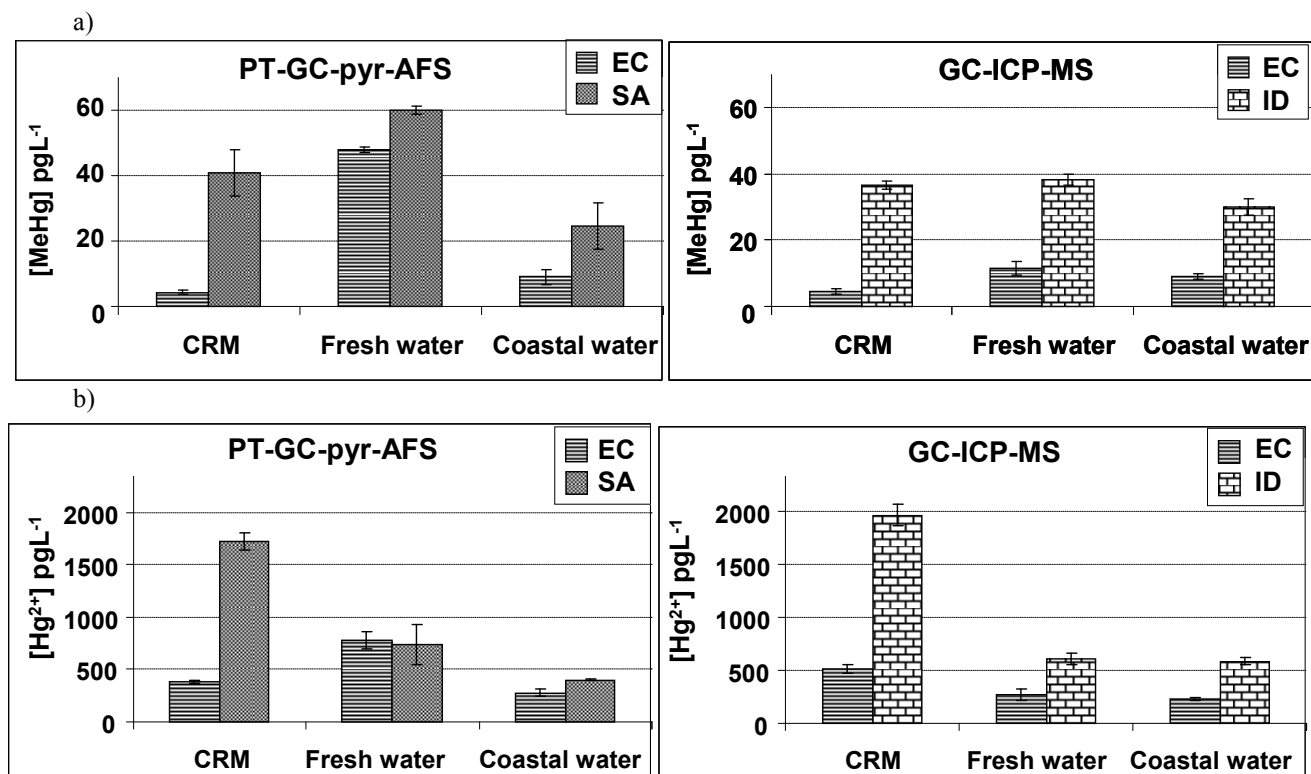 a)
PT-GC-pyr-AFS
EC
SA
[MeHg] pgL⁻¹
60
40
20
0
CRM Fresh water Coastal water
GC-ICP-MS
EC
ID
[MeHg] pgL⁻¹
60
40
20
0
CRM Fresh water Coastal water
b)
PT-GC-pyr-AFS
EC
SA
[Hg²⁺] pgL⁻¹
2000
1500
1000
500
0
CRM Fresh water Coastal water
GC-ICP-MS
EC
ID
[Hg²⁺] pgL⁻¹
2000
1500
1000
500
0
CRM Fresh water Coastal water